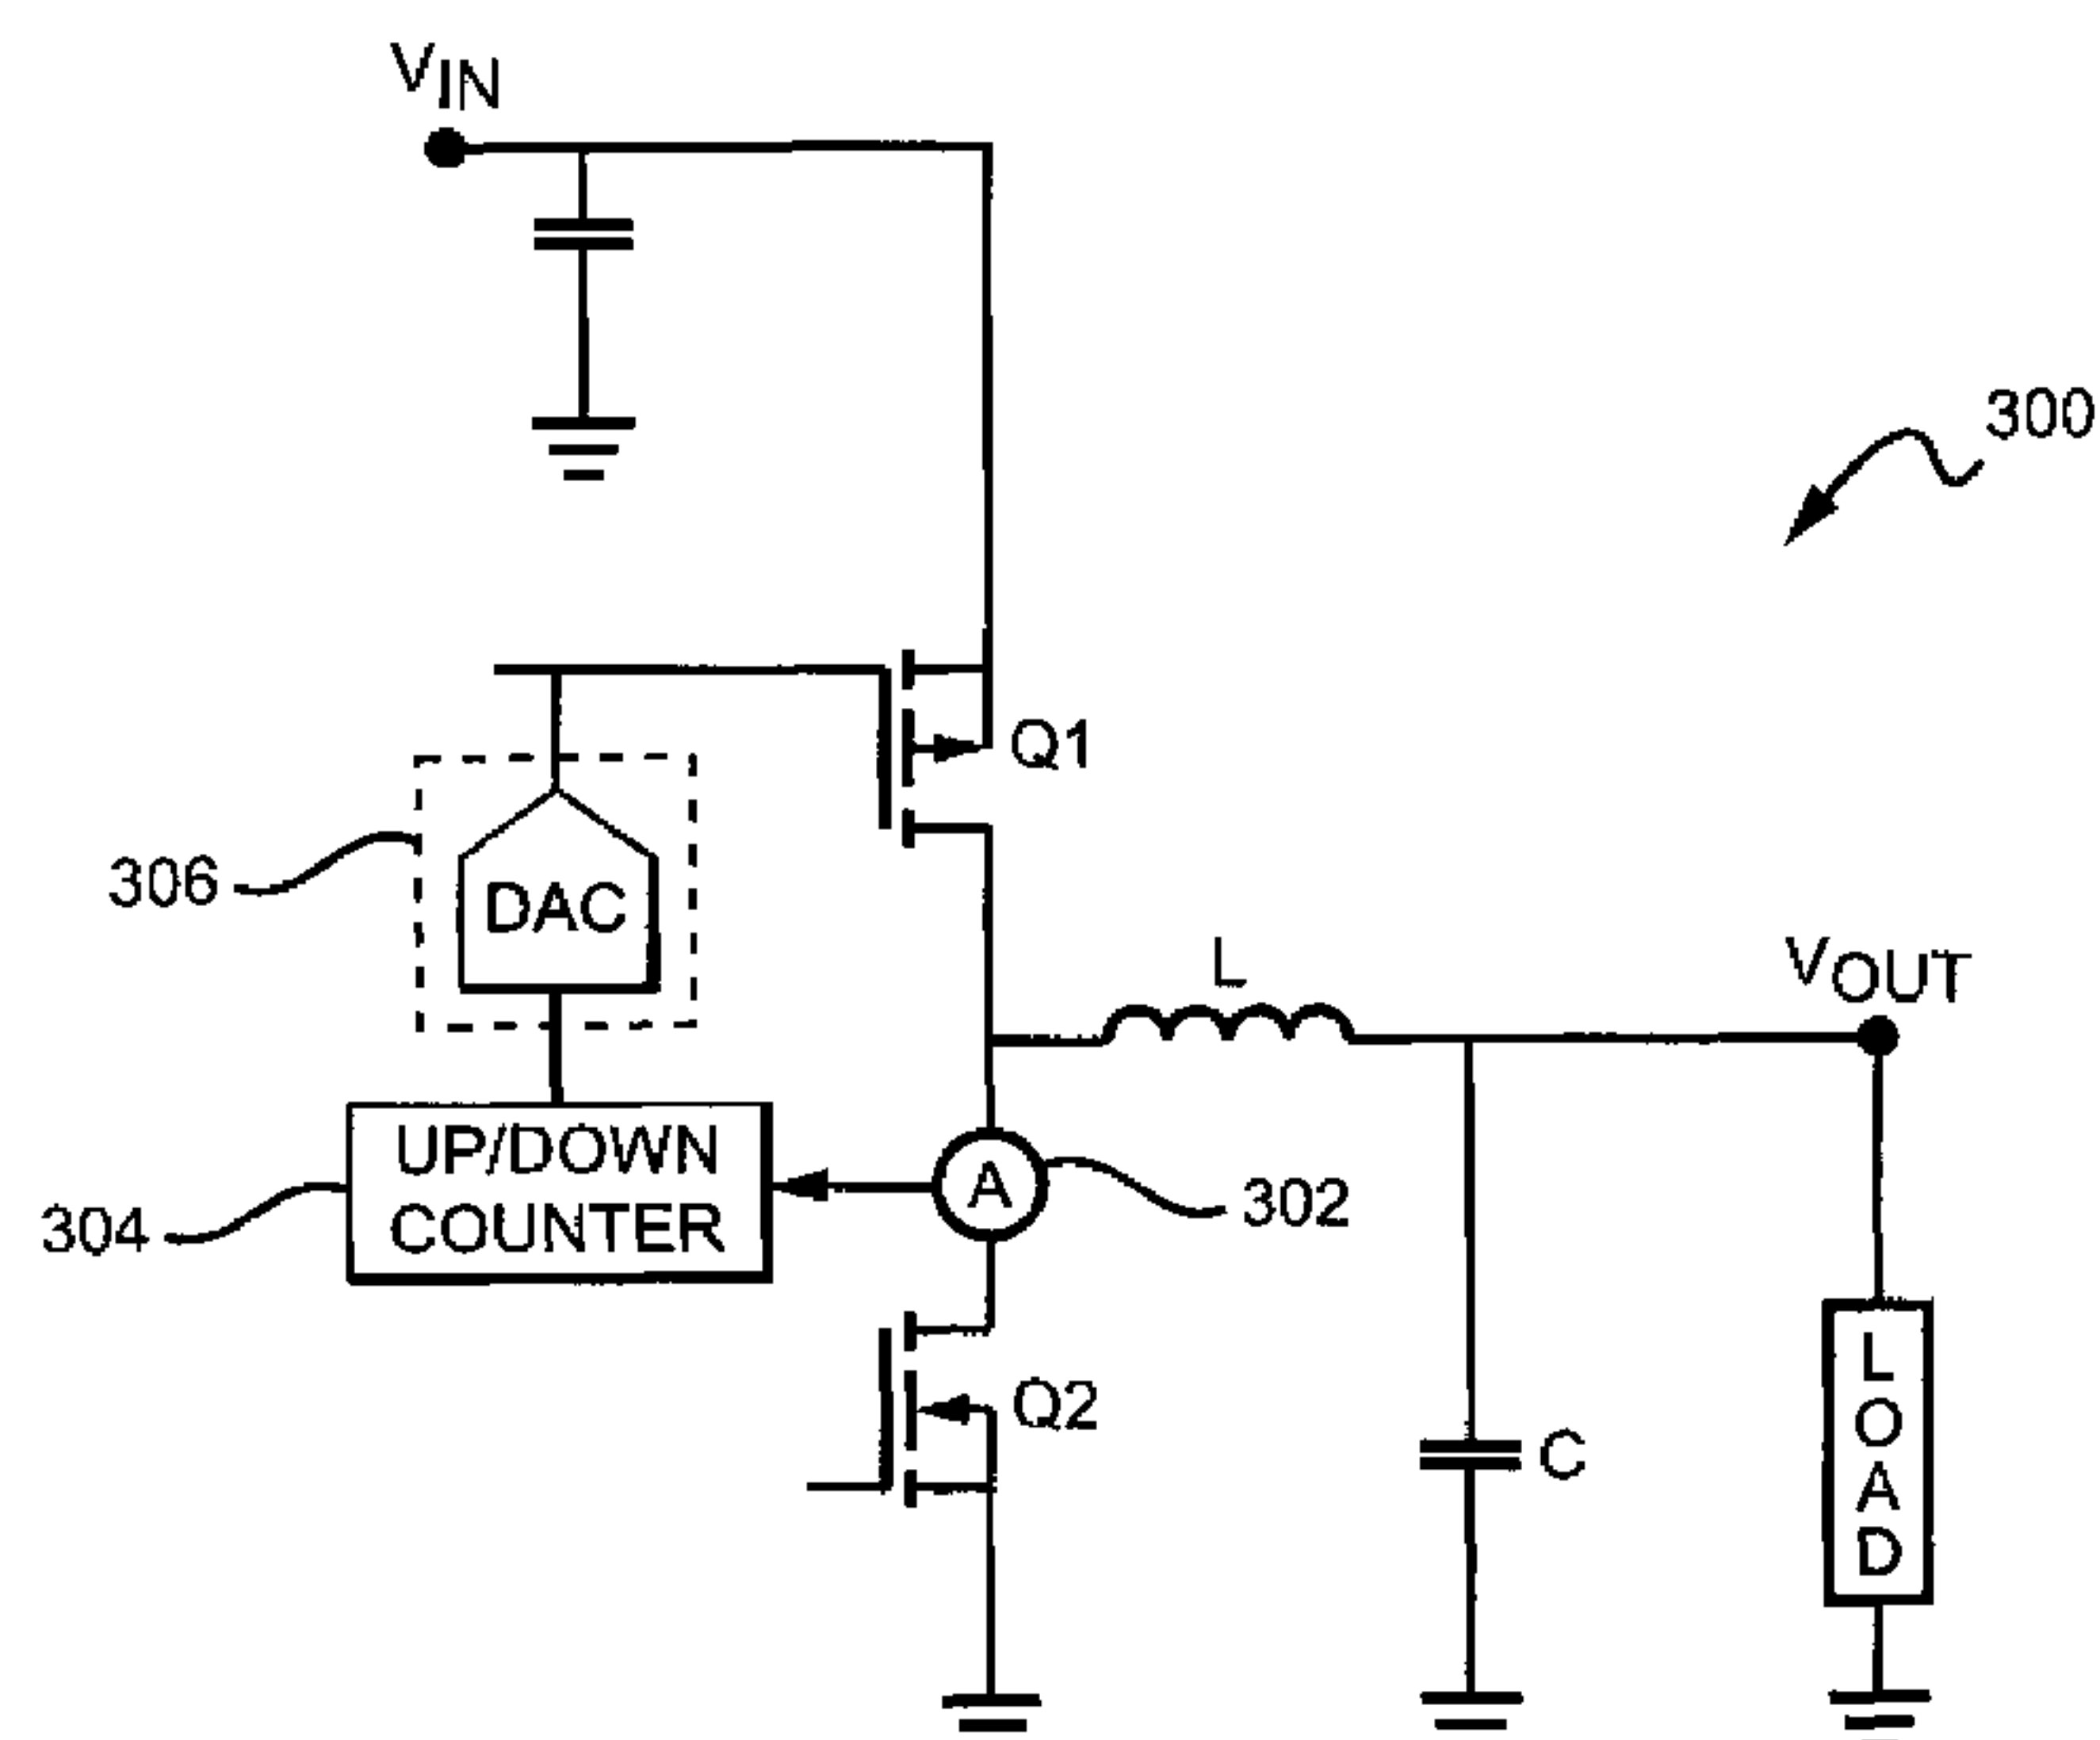 VIN
300
Q1
306
DAC
L
VOUT
UP/DOWN
COUNTER
A
302
304
Q2
C
LOAD